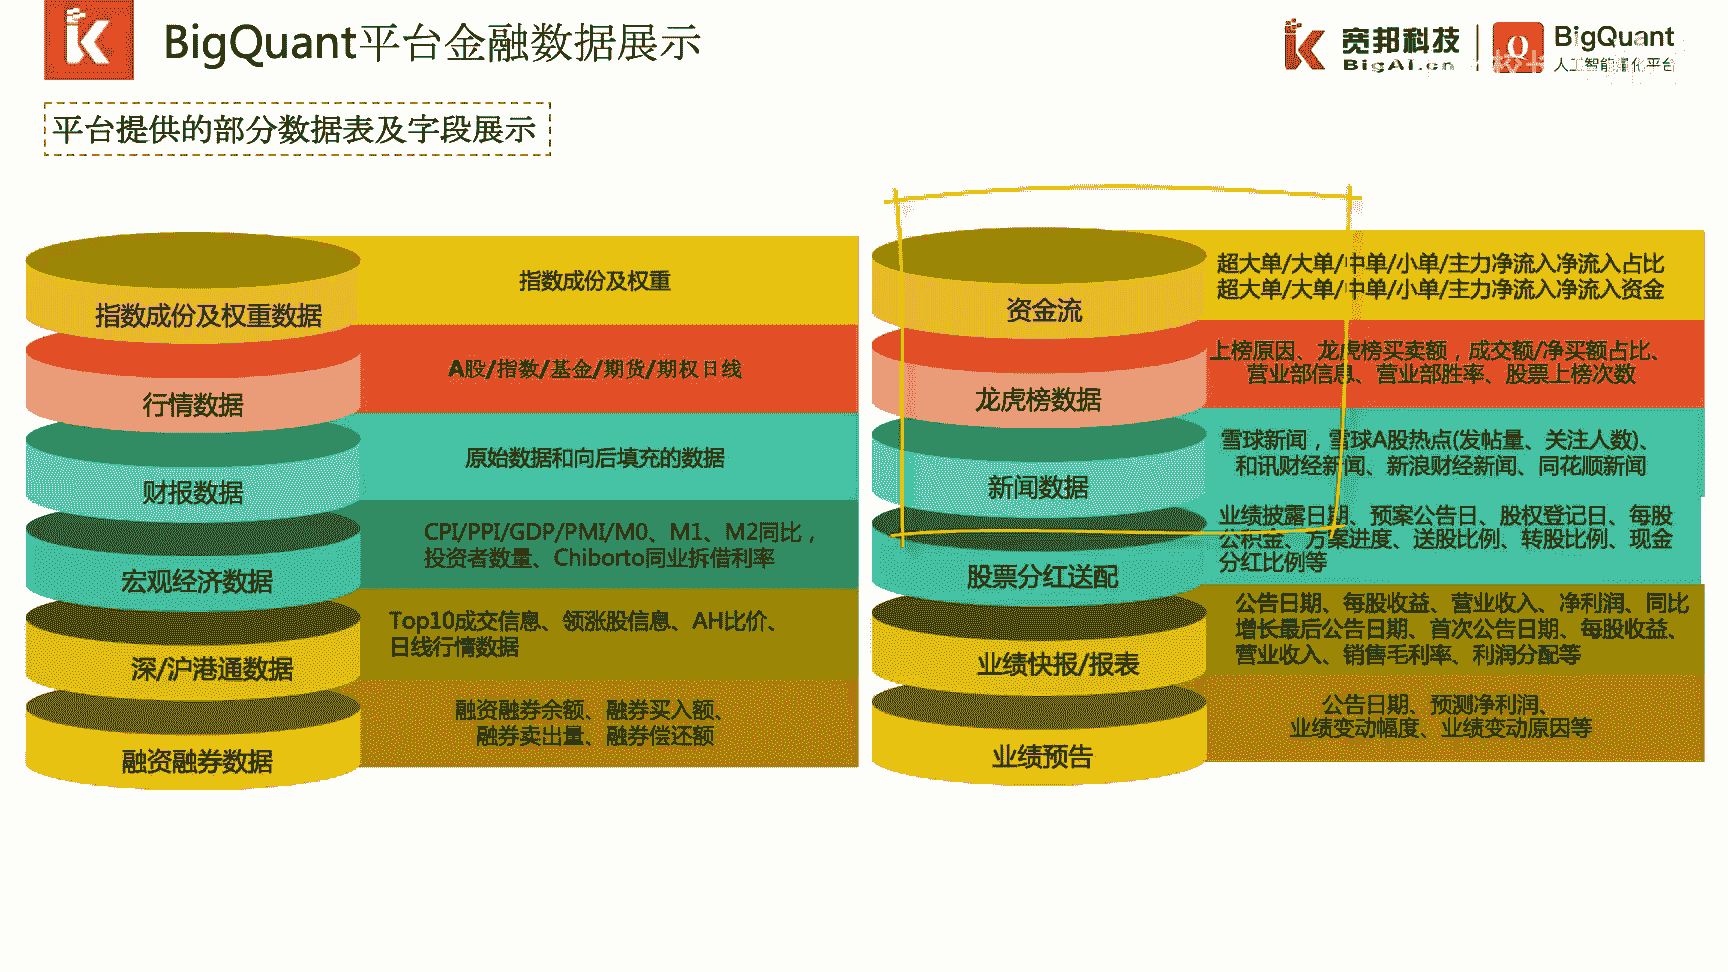 BigQuant平台金融数据展示
宽邦科技
BigAI.cn
BigQuant
人工智能量化平台
平台提供的部分数据表及字段展示
指数成份及权重数据
指数成份及权重
行情数据
A股/指数/基金/期货/期权日线
财报数据
原始数据和向后填充的数据
宏观经济数据
CPI/PPI/GDP/PMI/M0、M1、M2同比，
投资者数量、Chiborto同业拆借利率
深/沪港通数据
Top10成交信息、领涨股信息、AH比价、
日线行情数据
融资融券数据
融资融券余额、融券买入额、
融券卖出量、融券偿还额
资金流
超大单/大单/中单/小单/主力净流入净流入占比
超大单/大单/中单/小单/主力净流入净流入资金
龙虎榜数据
上榜原因、龙虎榜买卖额，成交额/净买额占比、
营业部信息、营业部胜率、股票上榜次数
新闻数据
雪球新闻，雪球A股热点(发帖量、关注人数)、
和讯财经新闻、新浪财经新闻、同花顺新闻
股票分红送配
业绩披露日期、预案公告日、股权登记日、每股
公积金、方案进度、送股比例、转股比例、现金
分红比例等
业绩快报/报表
公告日期、每股收益、营业收入、净利润、同比
增长最后公告日期、首次公告日期、每股收益、
营业收入、销售毛利率、利润分配等
业绩预告
公告日期、预测净利润、
业绩变动幅度、业绩变动原因等